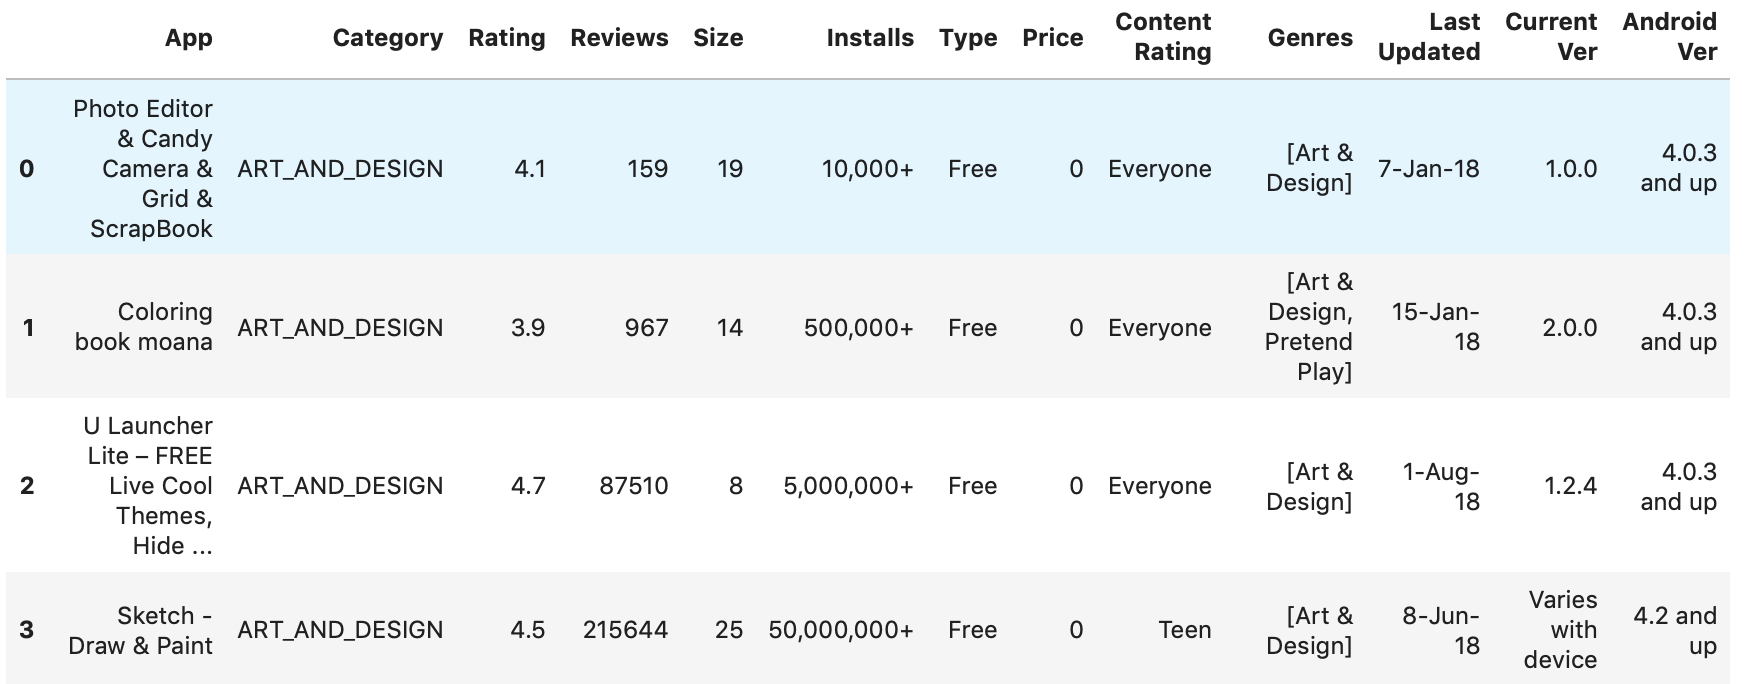 App Category Rating Reviews Size Installs Type Price Content Rating Genres Last Updated Current Ver Android Ver
0 Photo Editor & Candy Camera & Grid & ScrapBook ART_AND_DESIGN 4.1 159 19 10,000+ Free 0 Everyone [Art & Design] 7-Jan-18 1.0.0 4.0.3 and up
1 Coloring book moana ART_AND_DESIGN 3.9 967 14 500,000+ Free 0 Everyone [Art & Design, Pretend Play] 15-Jan-18 2.0.0 4.0.3 and up
2 U Launcher Lite – FREE Live Cool Themes, Hide ... ART_AND_DESIGN 4.7 87510 8 5,000,000+ Free 0 Everyone [Art & Design] 1-Aug-18 1.2.4 4.0.3 and up
3 Sketch - Draw & Paint ART_AND_DESIGN 4.5 215644 25 50,000,000+ Free 0 Teen [Art & Design] 8-Jun-18 Varies with device 4.2 and up